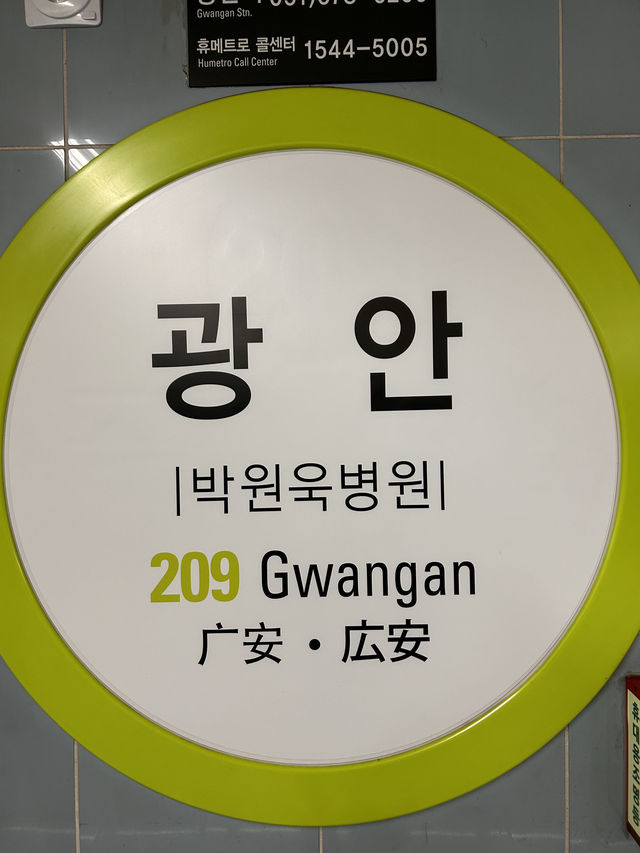 Gwangan Stn.
휴메트로 콜센터 1544-5005
Humetro Call Center
광 안
|박원욱병원|
209 Gwangan
广安・広安